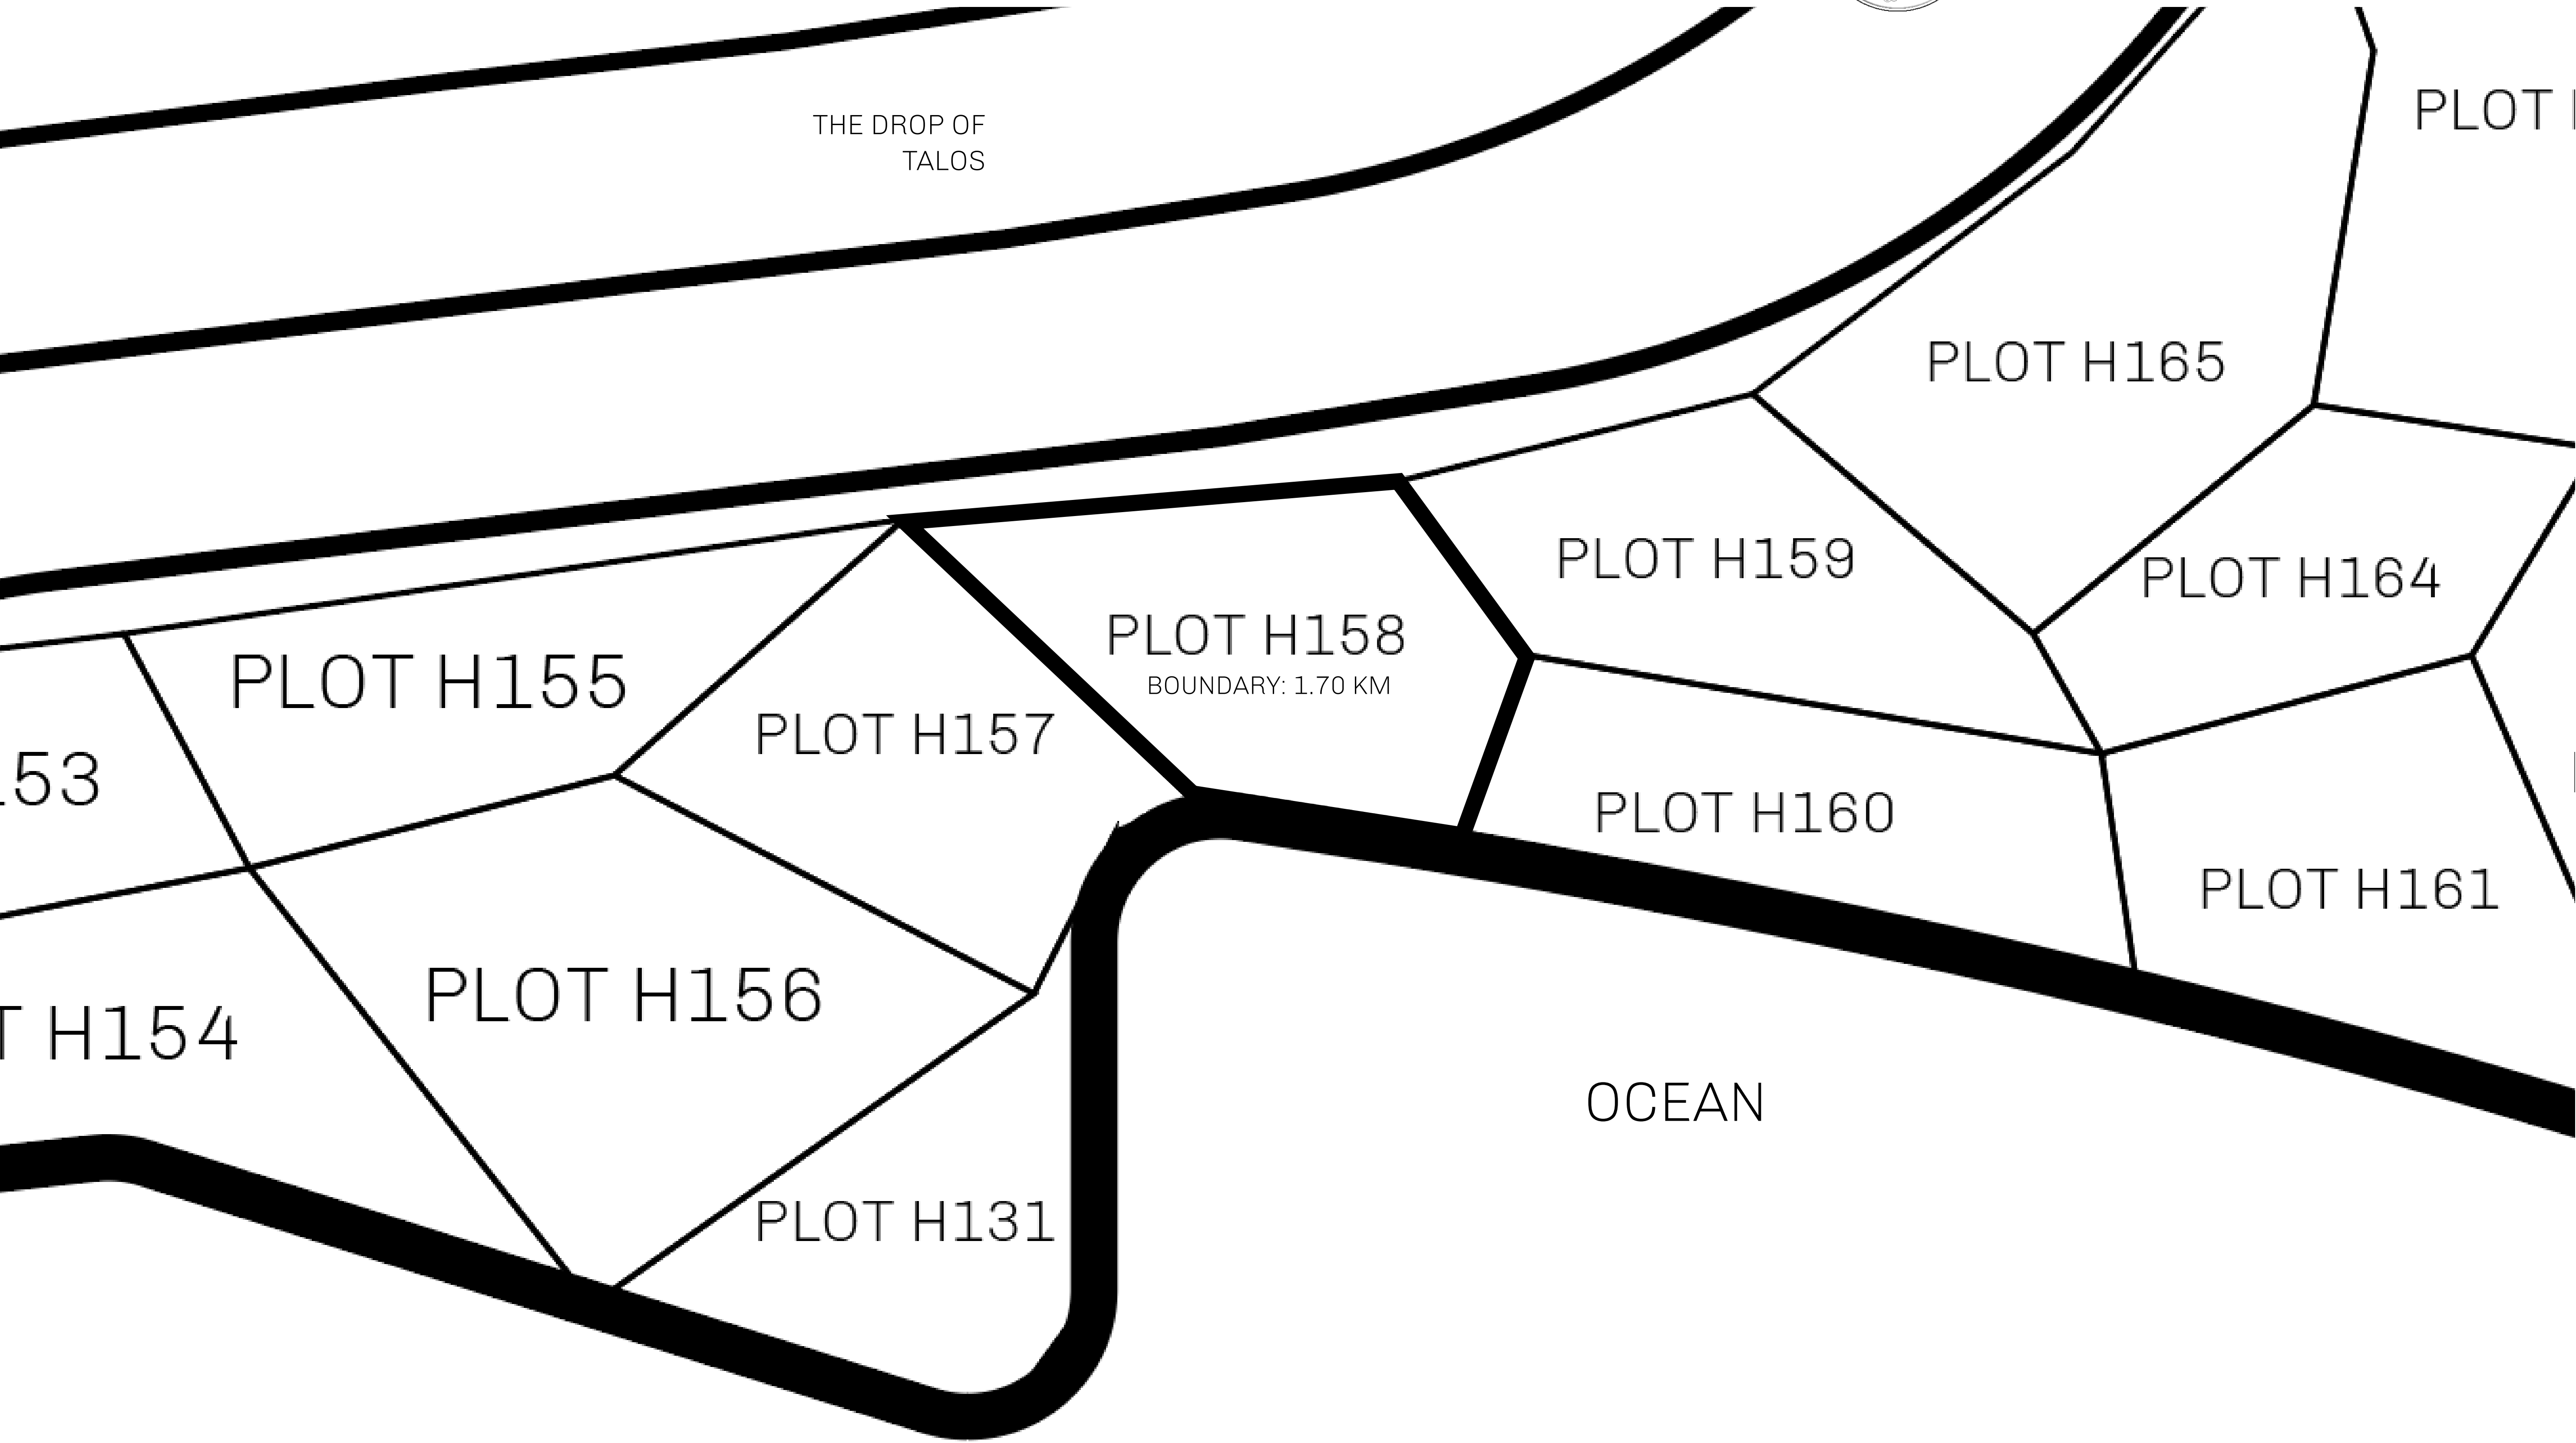 THE DROP OF
TALOS
PLOT
PLOT H165
PLOT H159
PLOT H164
PLOT H158
BOUNDARY: 1.70 KM
PLOT H155
PLOT H157
53
PLOT H160
PLOT H161
PLOT H156
T H154
OCEAN
PLOT H131